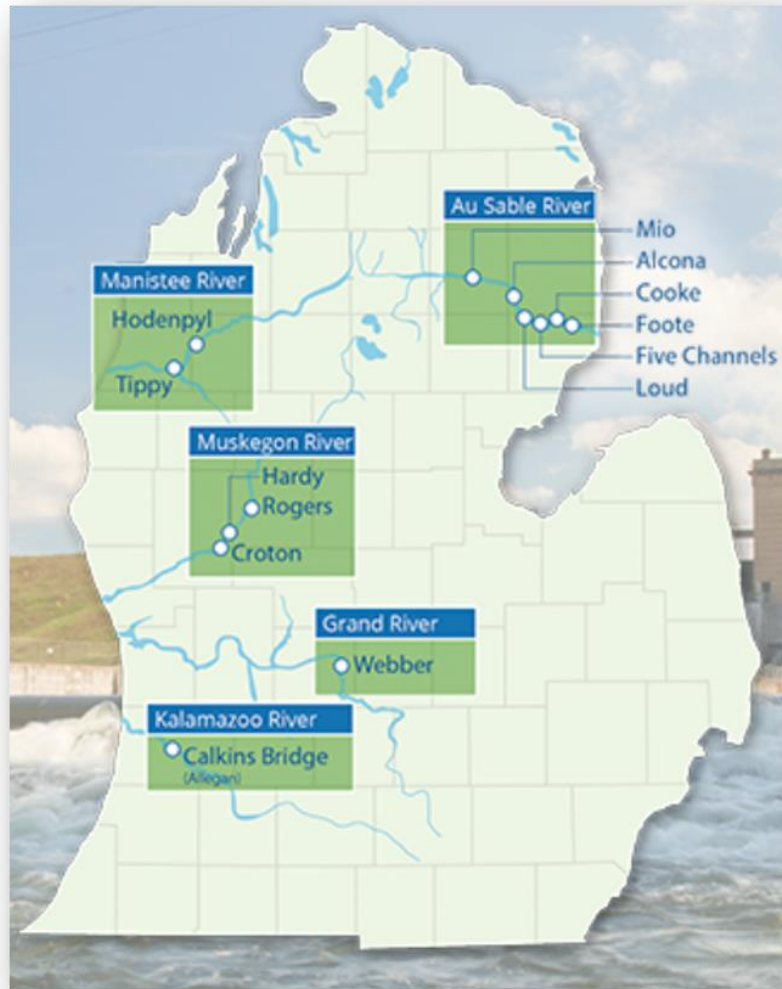 Au Sable River
Mio
Alcona
Cooke
Foote
Five Channels
Loud
Manistee River
Hodenpyl
Tippy
Muskegon River
Hardy
Rogers
Croton
Grand River
Webber
Kalamazoo River
Calkins Bridge
(Allegan)